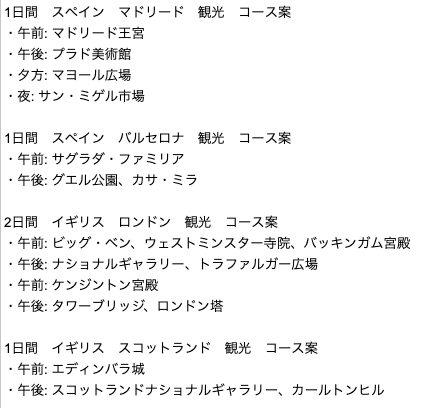 1日間　スペイン　マドリード　観光　コース案
・午前: マドリード王宮
・午後: プラド美術館
・夕方: マヨール広場
・夜: サン・ミゲル市場
1日間　スペイン　バルセロナ　観光　コース案
・午前: サグラダ・ファミリア
・午後: グエル公園、カサ・ミラ
2日間　イギリス　ロンドン　観光　コース案
・午前: ビッグ・ベン、ウェストミンスター寺院、バッキンガム宮殿
・午後: ナショナルギャラリー、トラファルガー広場
・午前: ケンジントン宮殿
・午後: タワーブリッジ、ロンドン塔
1日間　イギリス　スコットランド　観光　コース案
・午前: エディンバラ城
・午後: スコットランドナショナルギャラリー、カールトンヒル